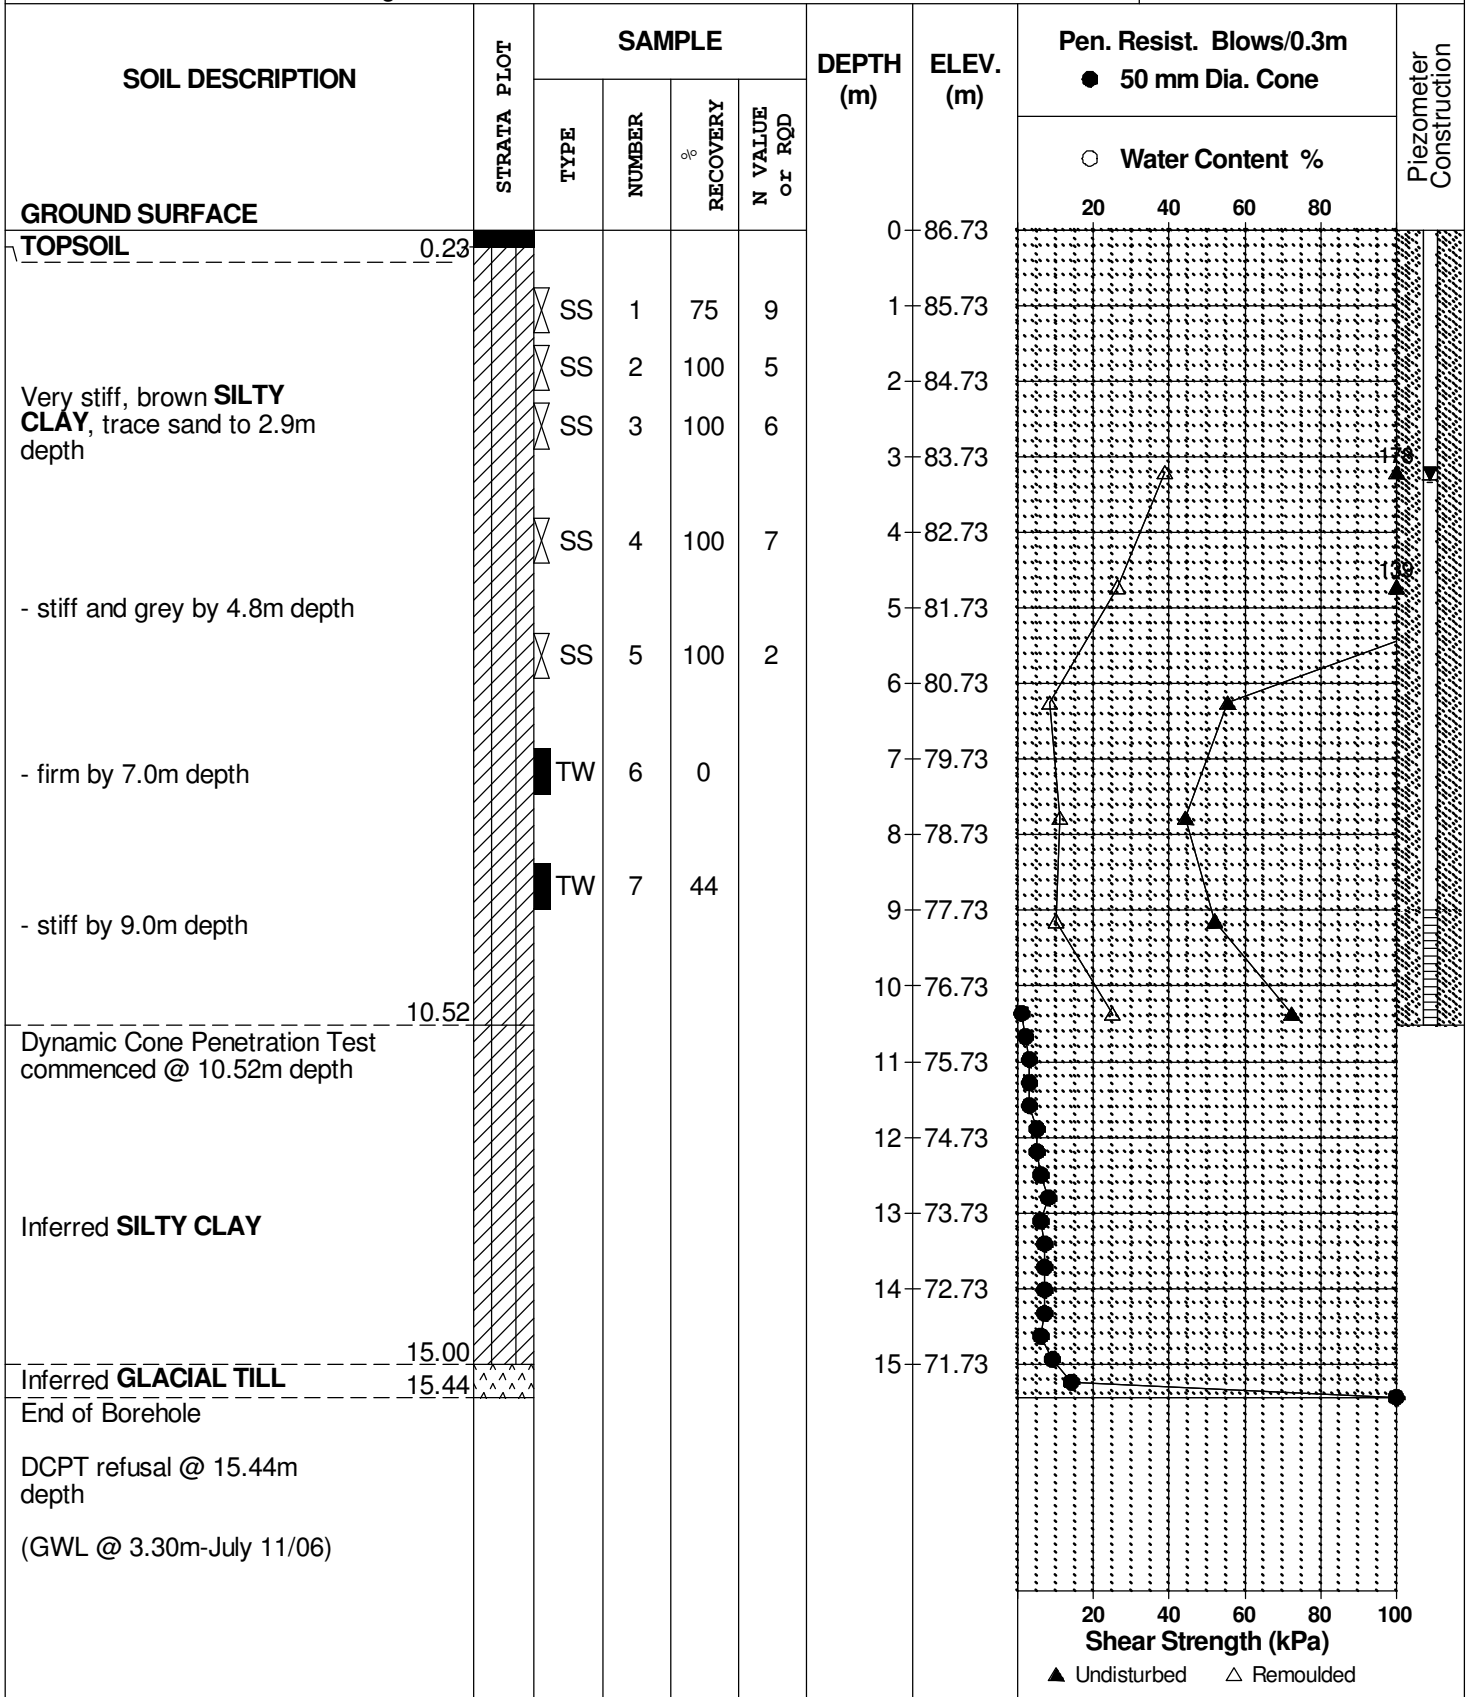 SOIL DESCRIPTION
GROUND SURFACE
STRATA PLOT
SAMPLE
TYPE
NUMBER
% RECOVERY
N VALUE or RQD
DEPTH (m)
ELEV. (m)
Pen. Resist. Blows/0.3m
● 50 mm Dia. Cone
○ Water Content %
20 40 60 80
Piezometer Construction
TOPSOIL 0.23
0 86.73
SS 1 75 9
1 85.73
SS 2 100 5
2 84.73
Very stiff, brown SILTY
CLAY, trace sand to 2.9m
depth
SS 3 100 6
3 83.73
178
SS 4 100 7
4 82.73
139
- stiff and grey by 4.8m depth
5 81.73
SS 5 100 2
6 80.73
- firm by 7.0m depth
TW 6 0
7 79.73
8 78.73
TW 7 44
- stiff by 9.0m depth
9 77.73
10 76.73
10.52
Dynamic Cone Penetration Test
commenced @ 10.52m depth
11 75.73
12 74.73
Inferred SILTY CLAY
13 73.73
14 72.73
15.00
15 71.73
Inferred GLACIAL TILL 15.44
End of Borehole
DCPT refusal @ 15.44m
depth
(GWL @ 3.30m-July 11/06)
20 40 60 80 100
Shear Strength (kPa)
▲ Undisturbed △ Remoulded